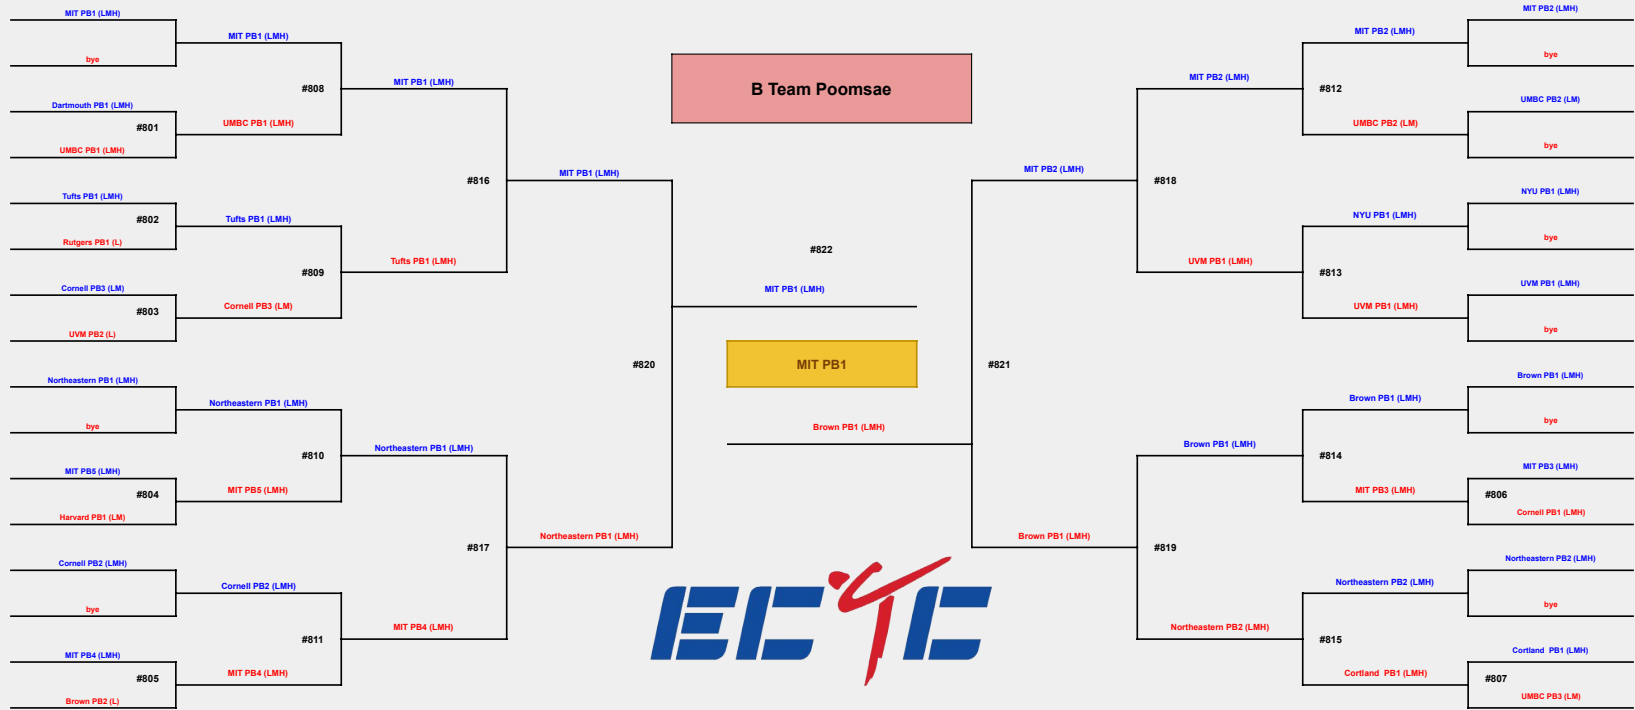 MIT PB1 (LMH)
bye
Dartmouth PB1 (LMH)
#801
UMBC PB1 (LMH)
Tufts PB1 (LMH)
#802
Rutgers PB1 (L)
Cornell PB3 (LM)
#803
UVM PB2 (L)
Northeastern PB1 (LMH)
bye
MIT PB5 (LMH)
#804
Harvard PB1 (LM)
Cornell PB2 (LMH)
bye
MIT PB4 (LMH)
#805
Brown PB2 (L)
MIT PB1 (LMH)
#808
UMBC PB1 (LMH)
Tufts PB1 (LMH)
#809
Cornell PB3 (LM)
Northeastern PB1 (LMH)
#810
MIT PB5 (LMH)
Cornell PB2 (LMH)
#811
MIT PB4 (LMH)
MIT PB1 (LMH)
#816
Tufts PB1 (LMH)
Northeastern PB1 (LMH)
#817
MIT PB4 (LMH)
MIT PB1 (LMH)
#820
Northeastern PB1 (LMH)
B Team Poomsae
#822
MIT PB1 (LMH)
MIT PB1
Brown PB1 (LMH)
ECTC
MIT PB2 (LMH)
#821
Brown PB1 (LMH)
MIT PB2 (LMH)
#818
UVM PB1 (LMH)
Brown PB1 (LMH)
#819
Northeastern PB2 (LMH)
MIT PB2 (LMH)
#812
UMBC PB2 (LM)
NYU PB1 (LMH)
#813
UVM PB1 (LMH)
Brown PB1 (LMH)
#814
MIT PB3 (LMH)
Northeastern PB2 (LMH)
#815
Cortland  PB1 (LMH)
MIT PB2 (LMH)
bye
UMBC PB2 (LM)
bye
NYU PB1 (LMH)
bye
UVM PB1 (LMH)
bye
Brown PB1 (LMH)
bye
MIT PB3 (LMH)
#806
Cornell PB1 (LMH)
Northeastern PB2 (LMH)
bye
Cortland  PB1 (LMH)
#807
UMBC PB3 (LM)